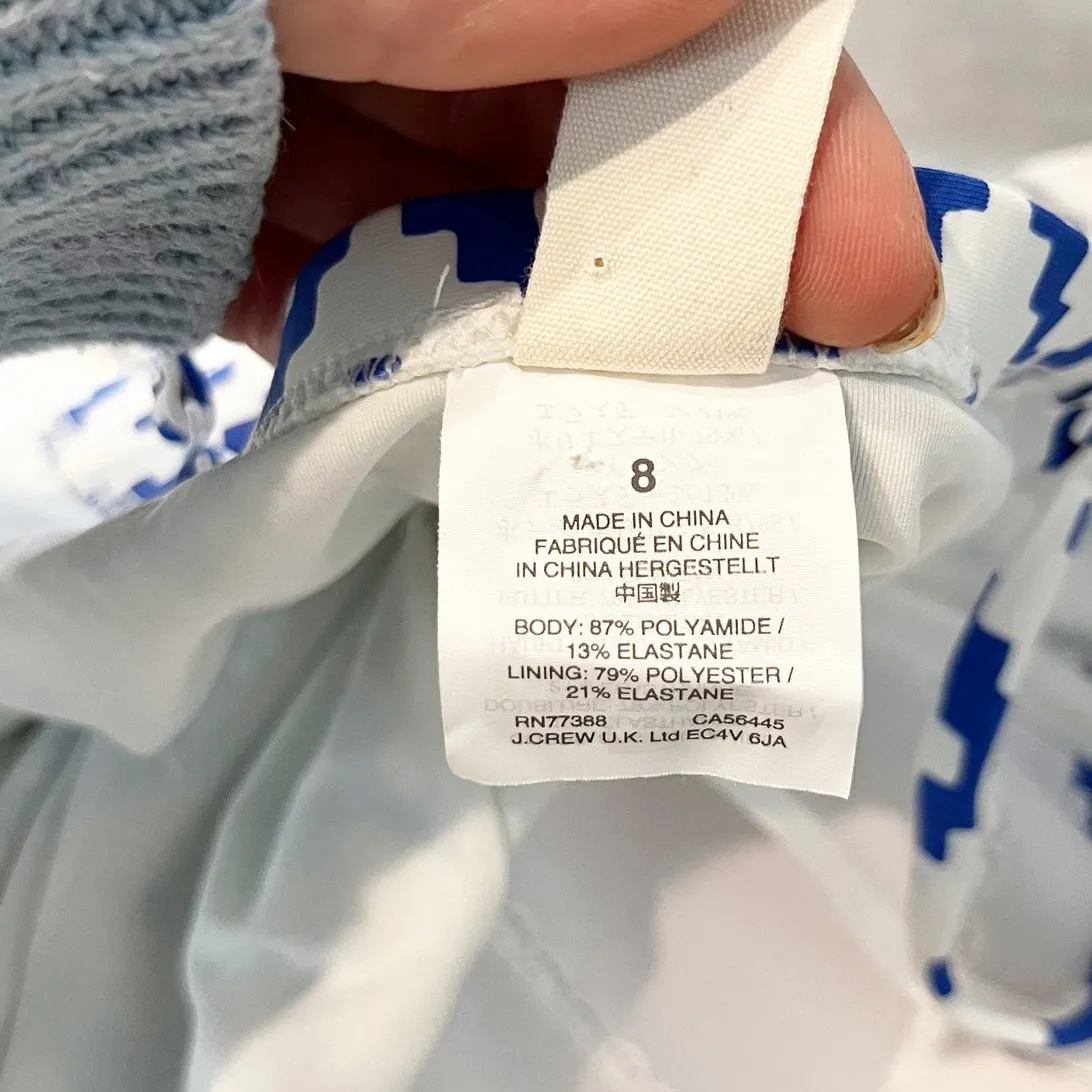 8
MADE IN CHINA
FABRIQUÉ EN CHINE
IN CHINA HERGESTELLT
中国製
BODY: 87% POLYAMIDE /
13% ELASTANE
LINING: 79% POLYESTER /
21% ELASTANE
RN77388 CA56445
J.CREW U.K. Ltd EC4V 6JA